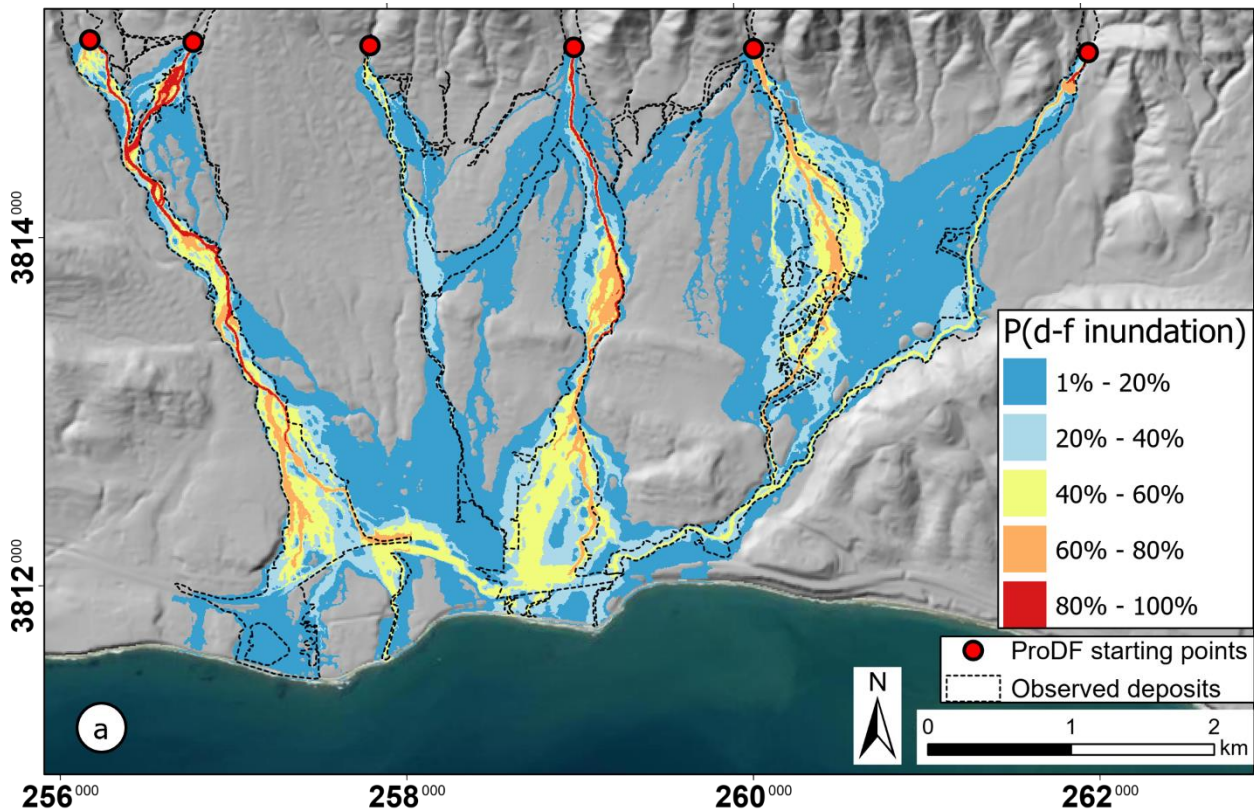 3814000
3812000
P(d-f inundation)
1% - 20%
20% - 40%
40% - 60%
60% - 80%
80% - 100%
ProDF starting points
Observed deposits
N
0 1 2
km
a
256000 258000 260000 262000